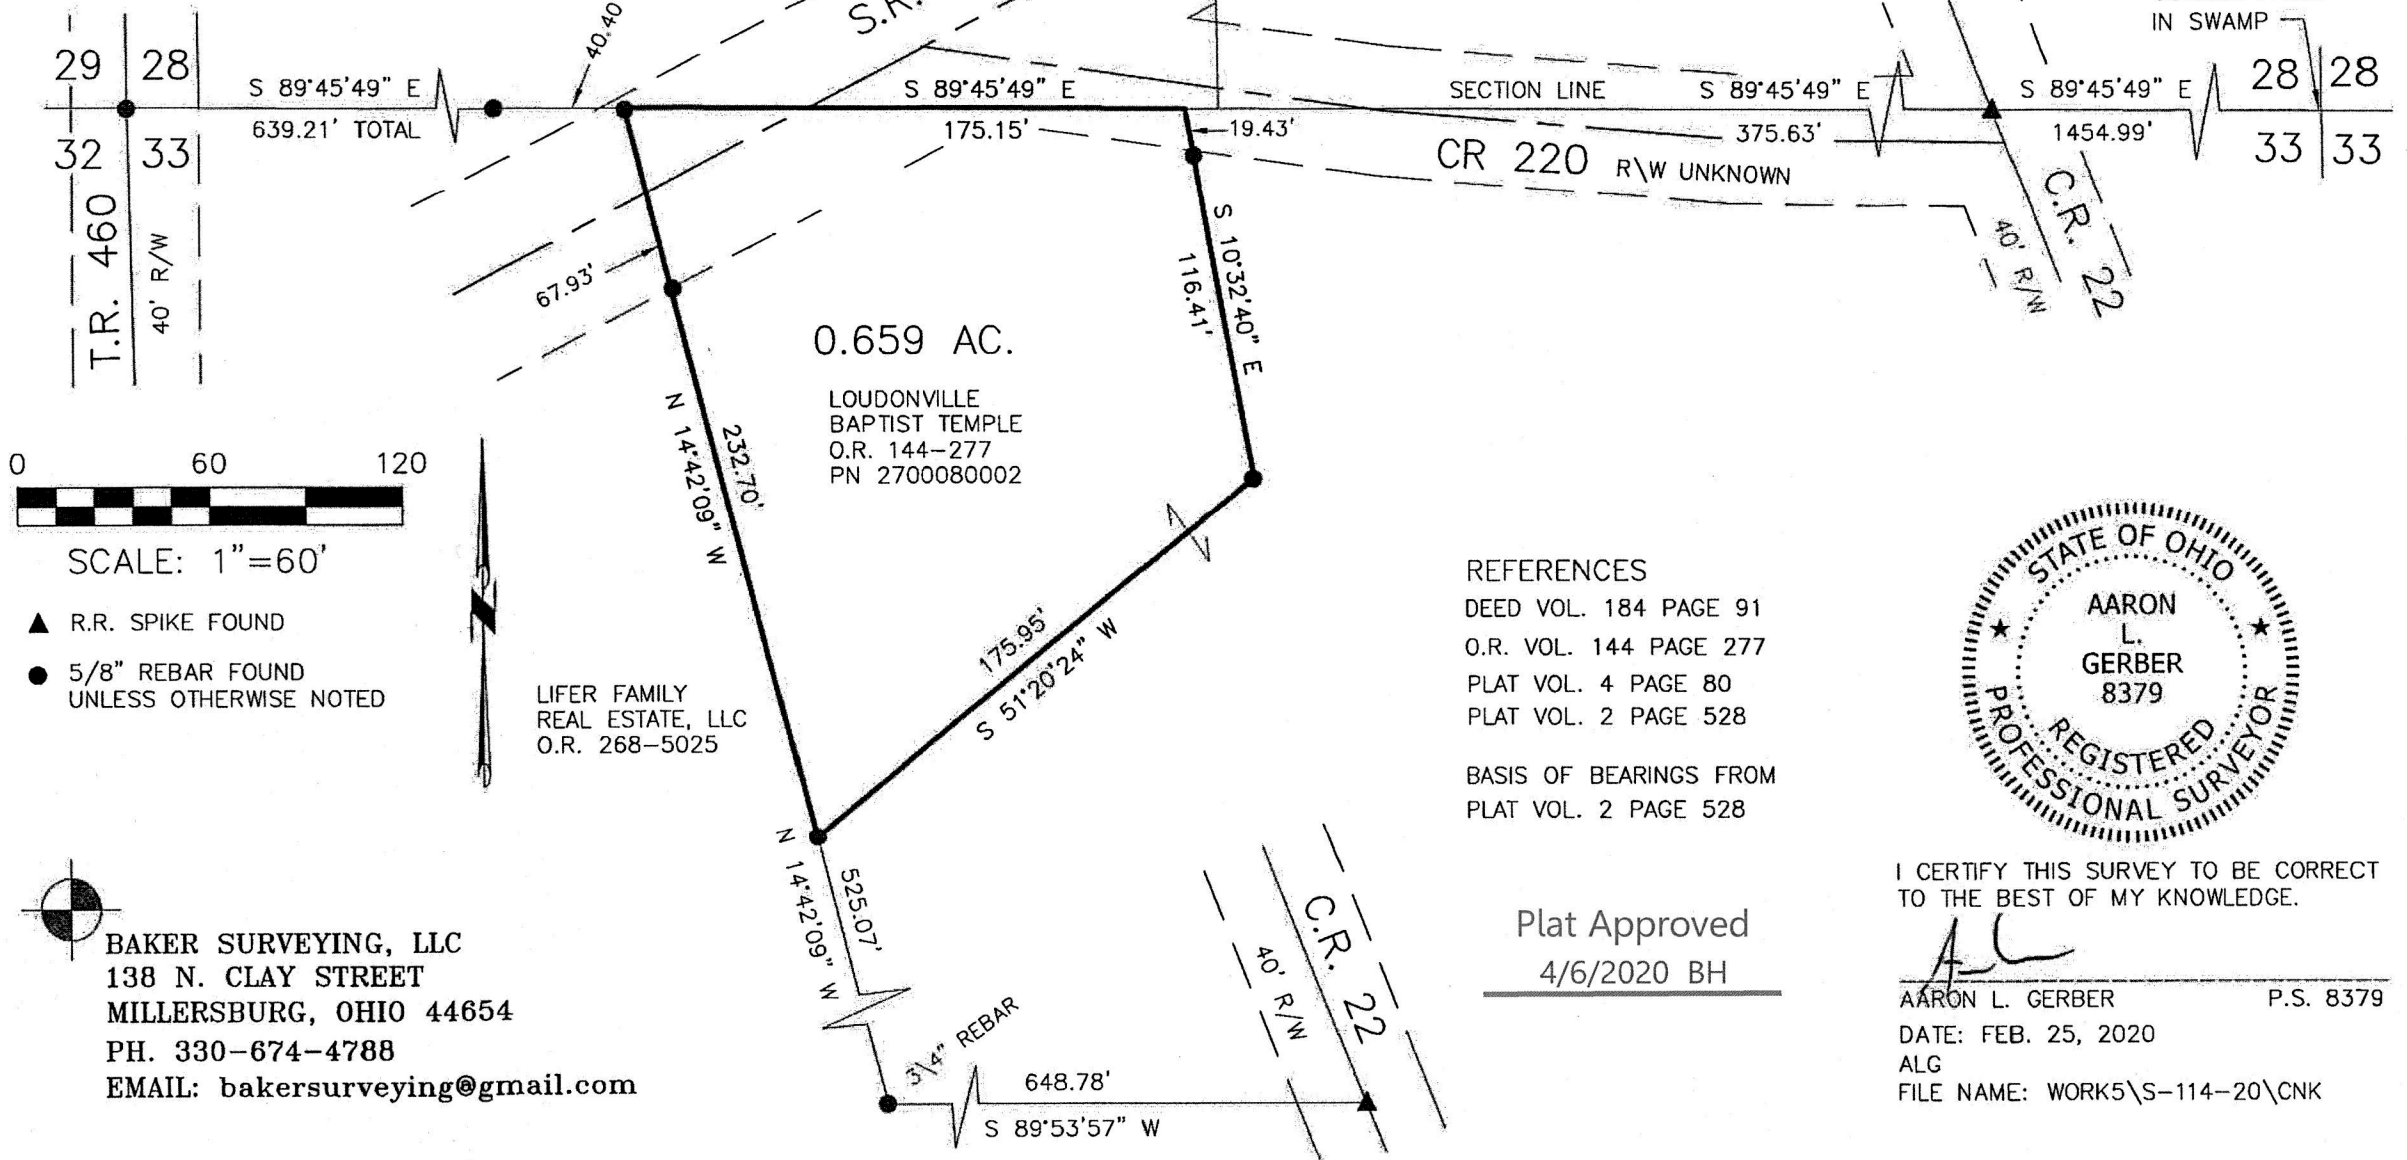 IN SWAMP
40.40
S.R.
29 28
S 89°45'49" E
639.21' TOTAL
32 33
S 89°45'49" E
175.15'
19.43'
SECTION LINE
S 89°45'49" E
375.63'
S 89°45'49" E
1454.99'
28 28
33 33
CR 220 R\W UNKNOWN
T.R. 460
40' R/W
67.93'
S 10°32'40" E
116.41'
40' R/W
C.R. 22
0.659 AC.
LOUDONVILLE
BAPTIST TEMPLE
O.R. 144-277
PN 2700080002
N 14°42'09" W
232.70'
0 60 120
SCALE: 1"=60'
R.R. SPIKE FOUND
5/8" REBAR FOUND
UNLESS OTHERWISE NOTED
LIFER FAMILY
REAL ESTATE, LLC
O.R. 268-5025
175.95'
S 51°20'24" W
REFERENCES
DEED VOL. 184 PAGE 91
O.R. VOL. 144 PAGE 277
PLAT VOL. 4 PAGE 80
PLAT VOL. 2 PAGE 528
BASIS OF BEARINGS FROM
PLAT VOL. 2 PAGE 528
STATE OF OHIO
AARON
L.
GERBER
8379
REGISTERED
PROFESSIONAL SURVEYOR
I CERTIFY THIS SURVEY TO BE CORRECT
TO THE BEST OF MY KNOWLEDGE.
AARON L. GERBER P.S. 8379
DATE: FEB. 25, 2020
ALG
FILE NAME: WORK5\S-114-20\CNK
Plat Approved
4/6/2020 BH
N 14°42'09" W
525.07'
3\4" REBAR
648.78'
S 89°53'57" W
40' R/W
C.R. 22
BAKER SURVEYING, LLC
138 N. CLAY STREET
MILLERSBURG, OHIO 44654
PH. 330-674-4788
EMAIL: bakersurveying@gmail.com